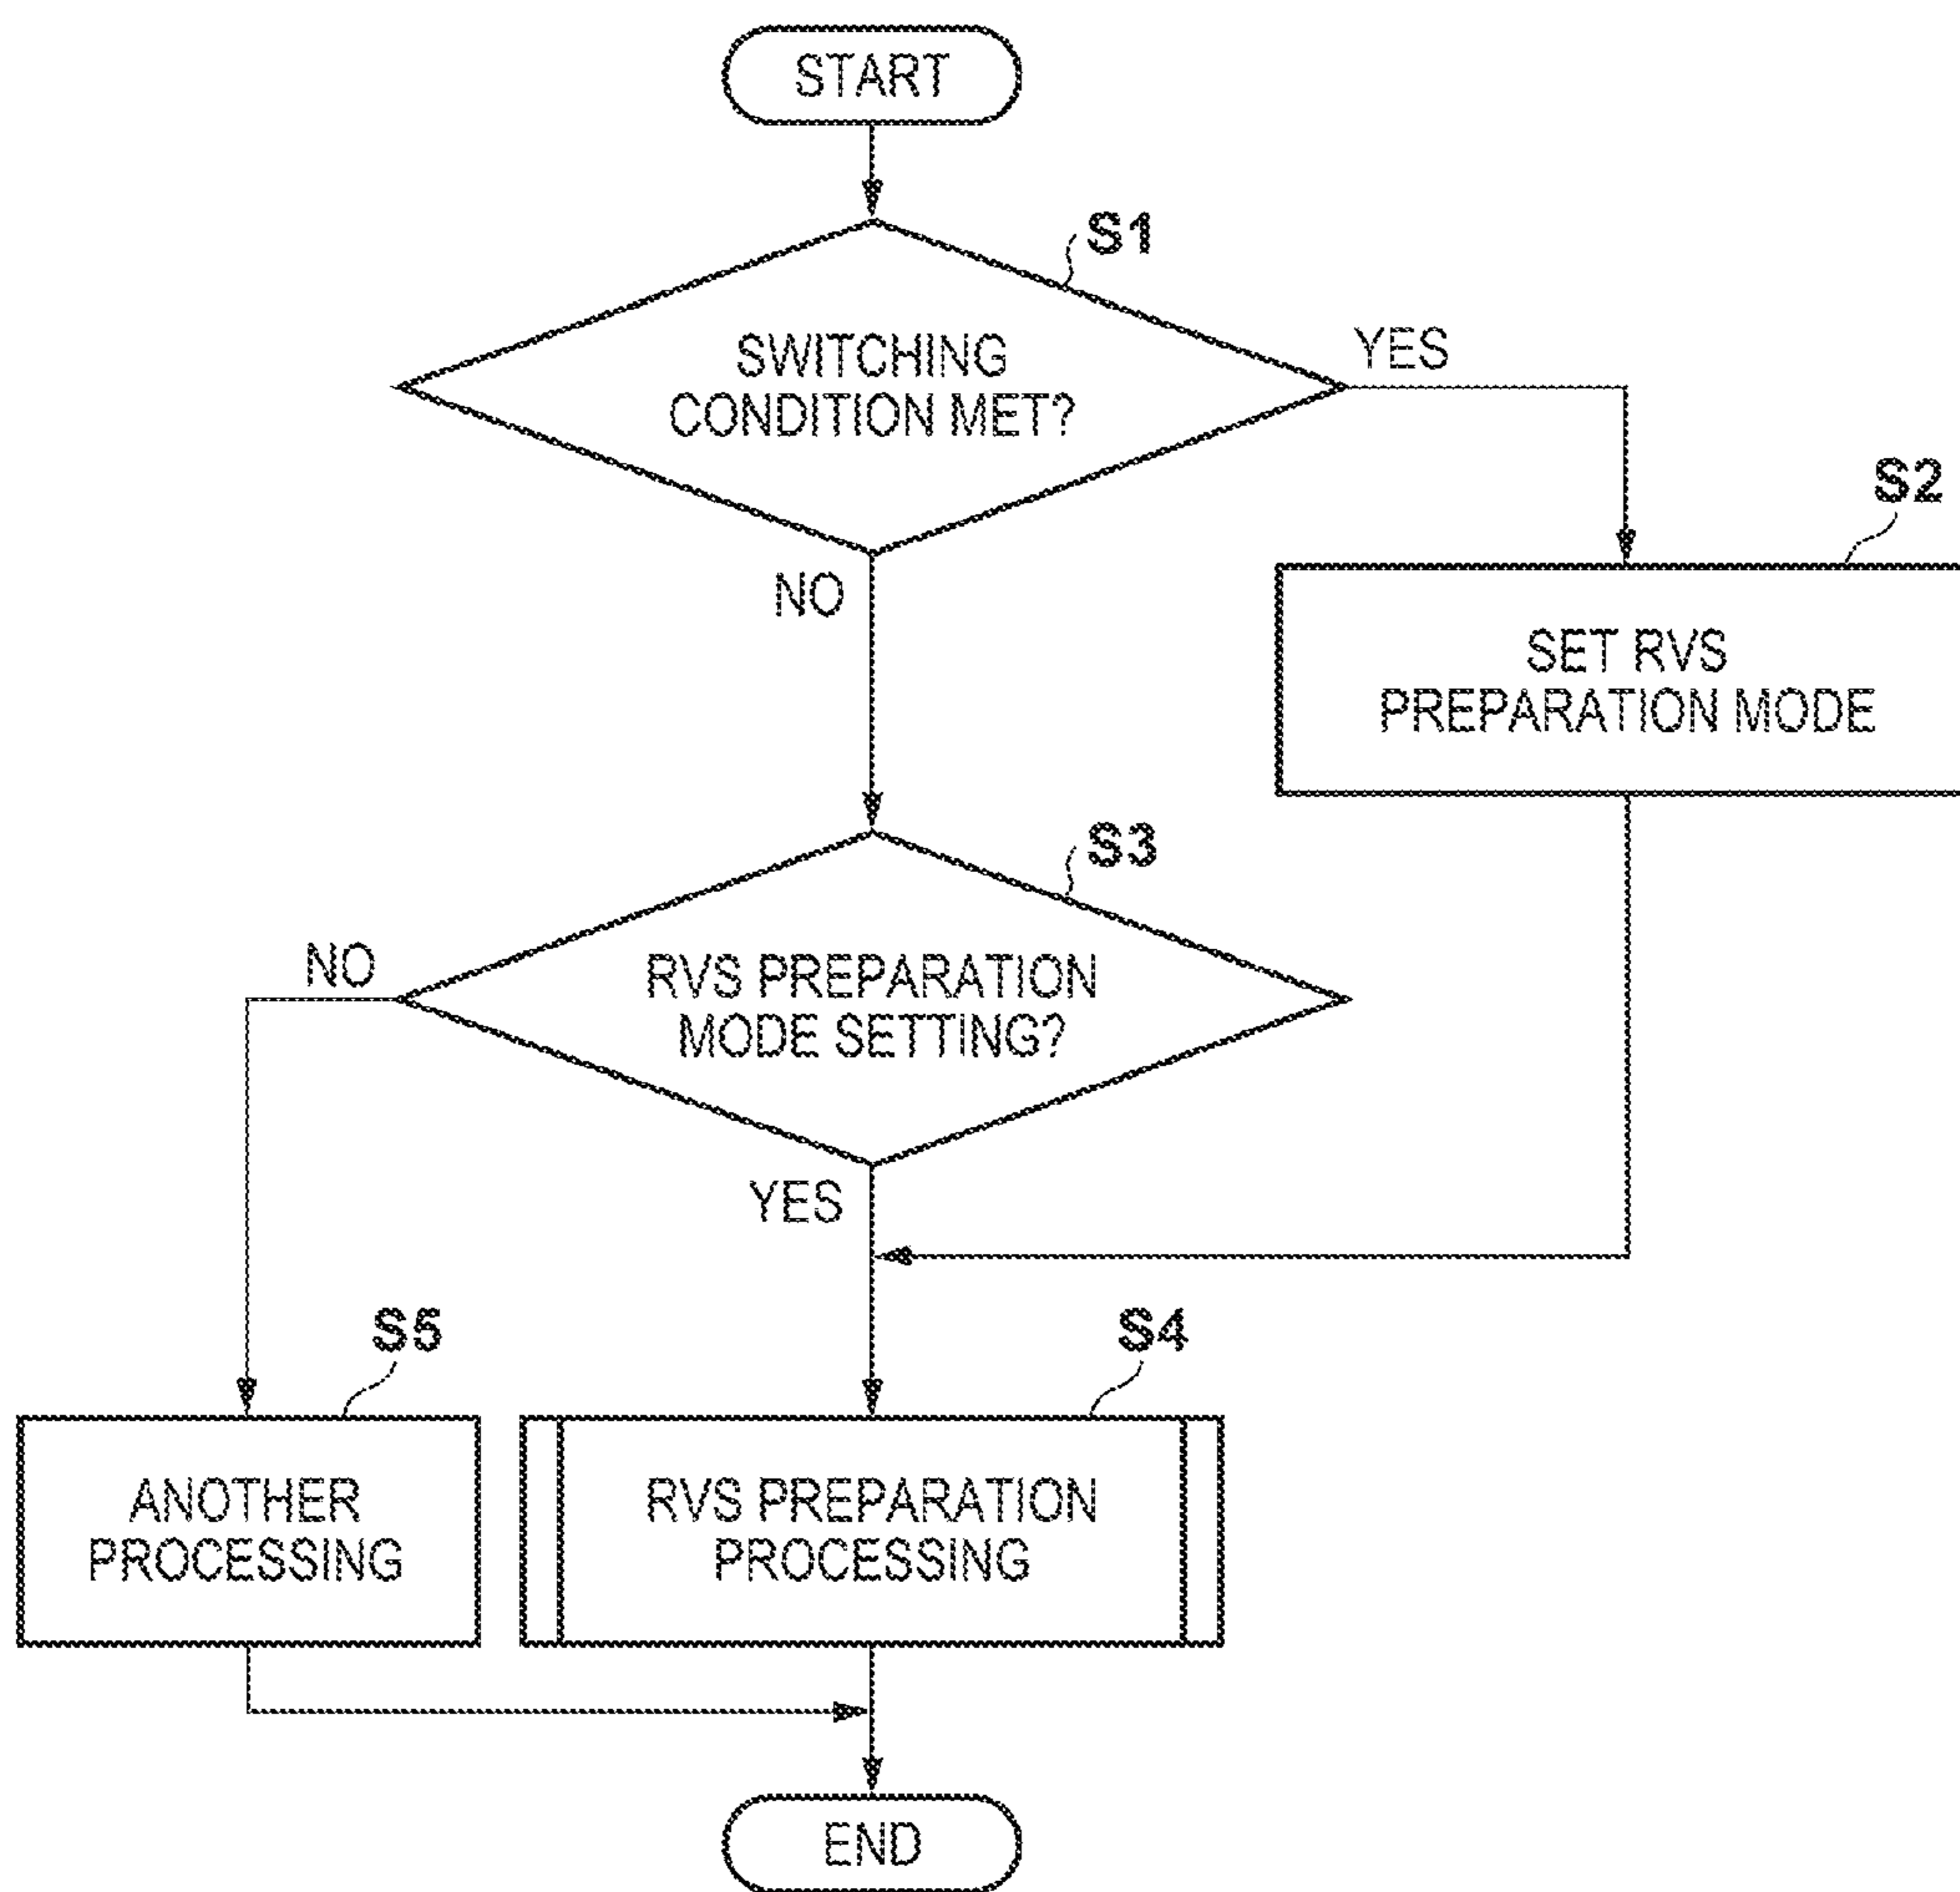 START
S1
SWITCHING
CONDITION MET?
YES
NO
S2
SET RVS
PREPARATION MODE
S3
NO
RVS PREPARATION
MODE SETTING?
YES
S5
S4
ANOTHER
PROCESSING
RVS PREPARATION
PROCESSING
END